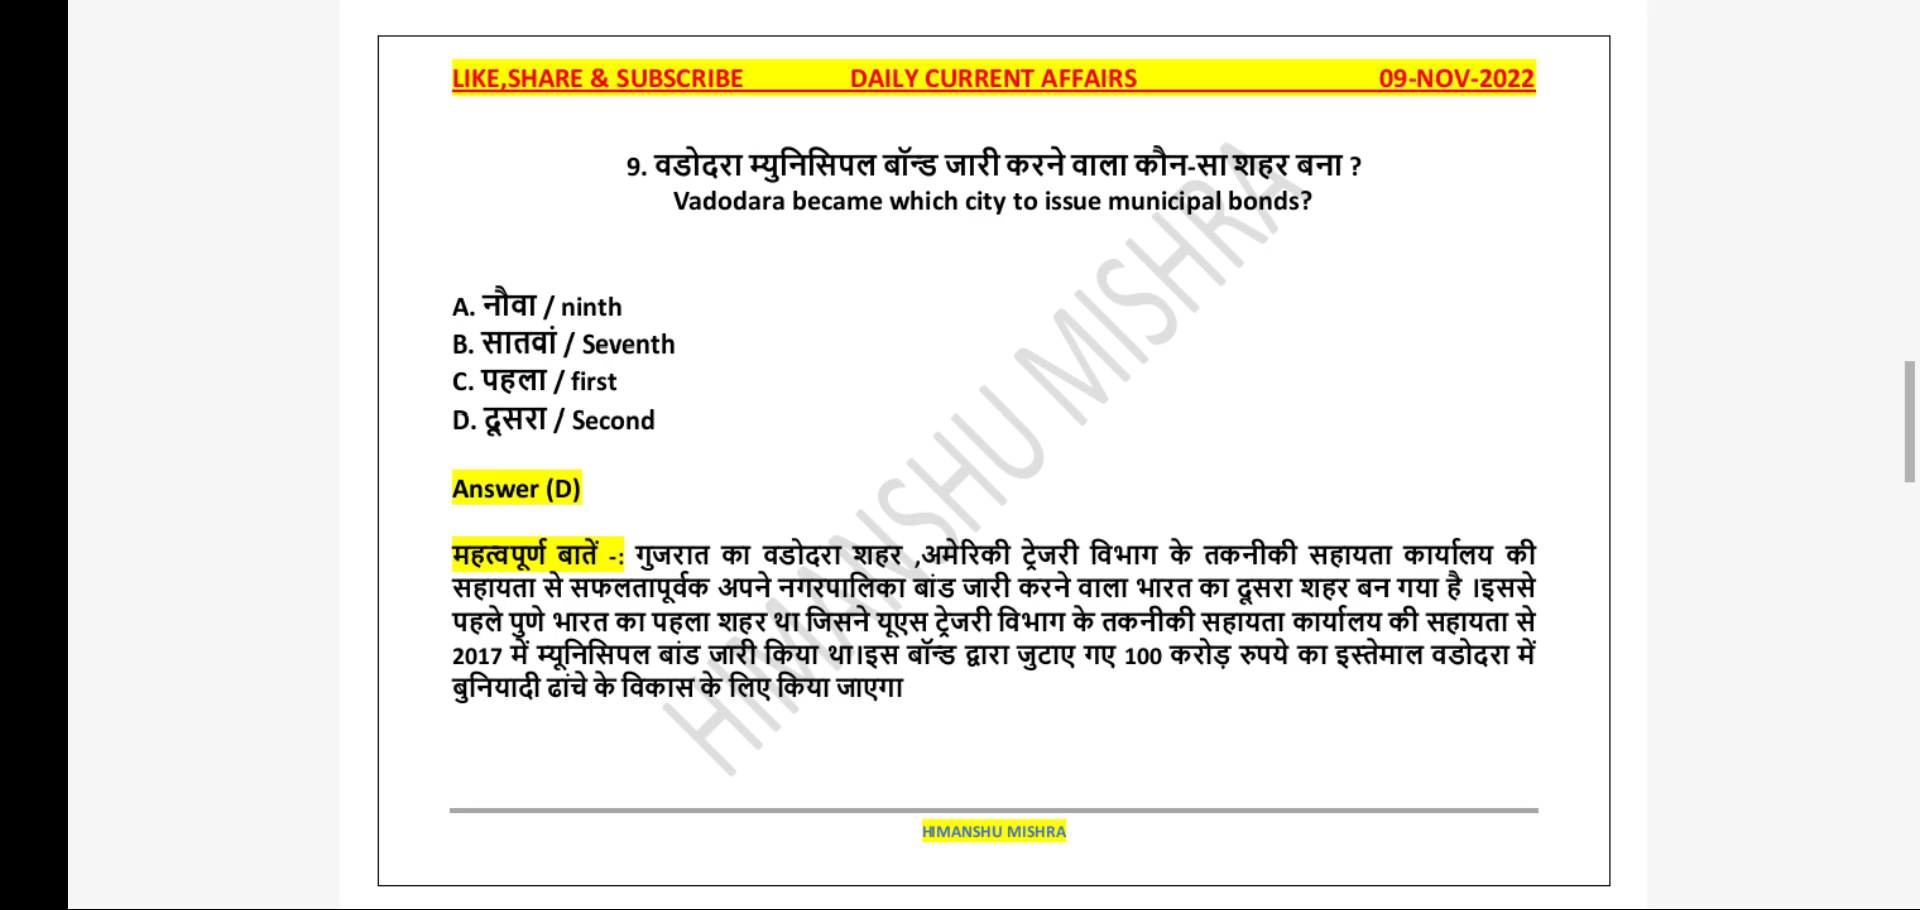 LIKE,SHARE & SUBSCRIBE DAILY CURRENT AFFAIRS 09-NOV-2022
9. वडोदरा म्युनिसिपल बॉन्ड जारी करने वाला कौन-सा शहर बना ?
Vadodara became which city to issue municipal bonds?
A. नौवा / ninth
B. सातवां / Seventh
C. पहला / first
D. दूसरा / Second
Answer (D)
महत्वपूर्ण बातें -: गुजरात का वडोदरा शहर ,अमेरिकी ट्रेजरी विभाग के तकनीकी सहायता कार्यालय की
सहायता से सफलतापूर्वक अपने नगरपालिका बांड जारी करने वाला भारत का दूसरा शहर बन गया है ।इससे
पहले पुणे भारत का पहला शहर था जिसने यूएस ट्रेजरी विभाग के तकनीकी सहायता कार्यालय की सहायता से
2017 में म्यूनिसिपल बांड जारी किया था।इस बॉन्ड द्वारा जुटाए गए 100 करोड़ रुपये का इस्तेमाल वडोदरा में
बुनियादी ढांचे के विकास के लिए किया जाएगा
HIMANSHU MISHRA
HIMANSHU MISHRA